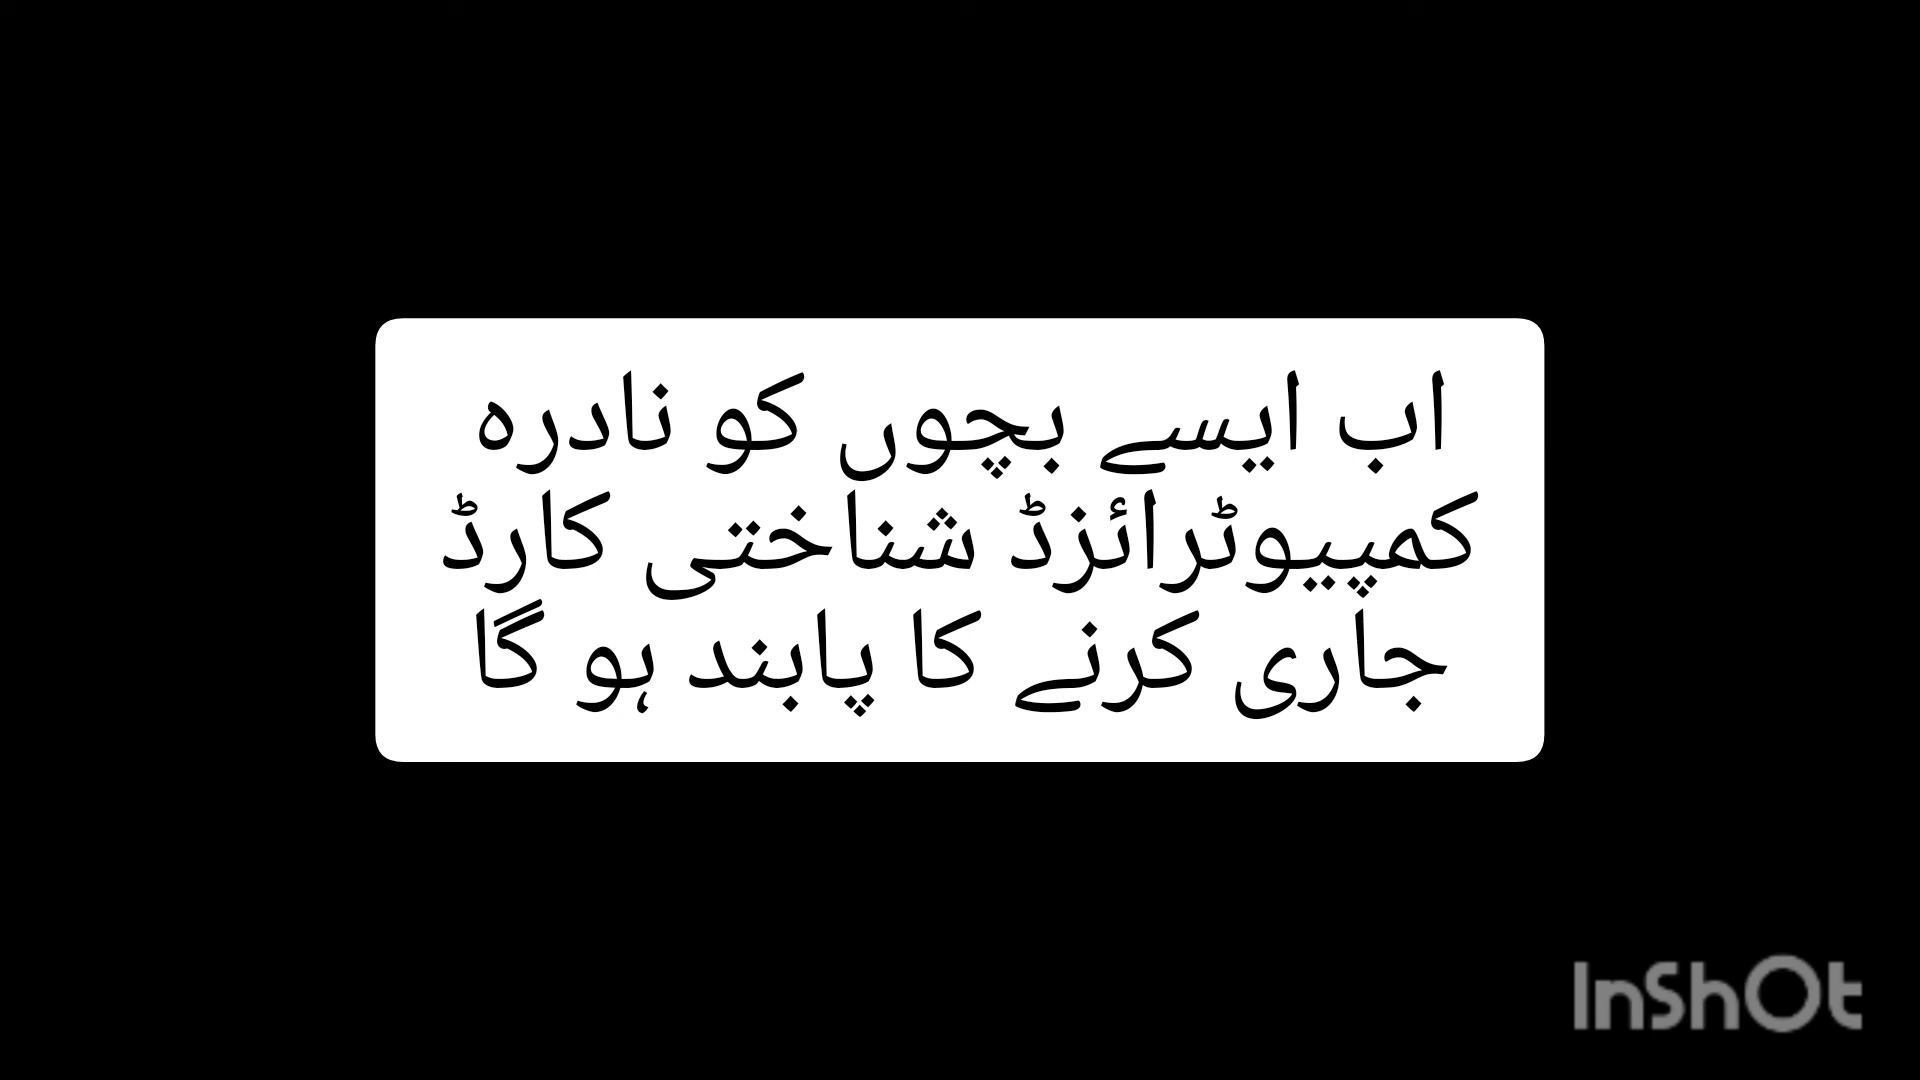 اب ایسے بچوں کو نادرہ
کمپیوٹرائزڈ شناختی کارڈ
جاری کرنے کا پابند ہو گا
InShOt